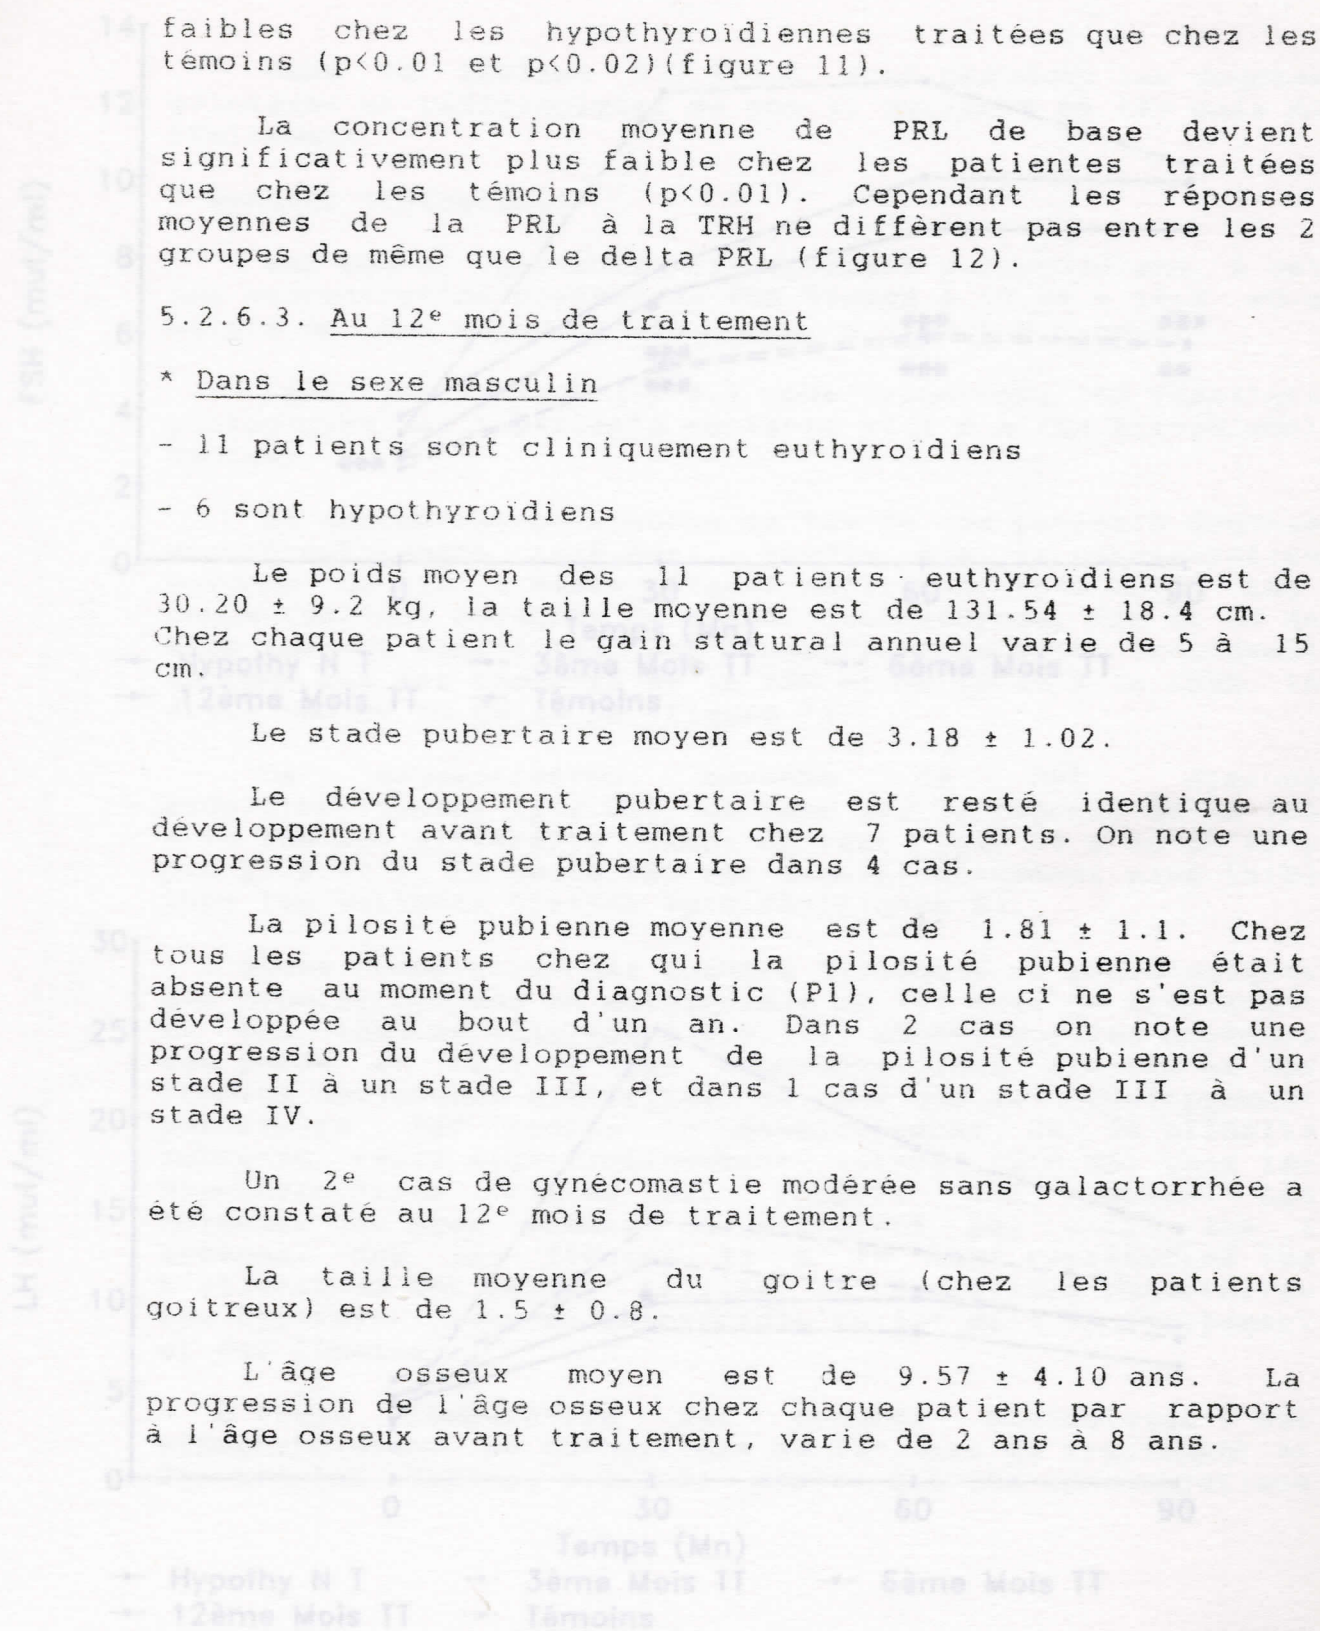 faibles chez les hypothyroïdiennes traitées que chez les
témoins (p<0.01 et p<0.02)(figure 11).
La concentration moyenne de PRL de base devient
significativement plus faible chez les patientes traitées
que chez les témoins (p<0.01). Cependant les réponses
moyennes de la PRL à la TRH ne diffèrent pas entre les 2
groupes de même que le delta PRL (figure 12).
5.2.6.3. Au 12e mois de traitement
* Dans le sexe masculin
- 11 patients sont cliniquement euthyroïdiens
- 6 sont hypothyroïdiens
Le poids moyen des 11 patients euthyroïdiens est de
30.20 ± 9.2 kg, la taille moyenne est de 131.54 ± 18.4 cm.
Chez chaque patient le gain statural annuel varie de 5 à 15
cm.
Le stade pubertaire moyen est de 3.18 ± 1.02.
Le développement pubertaire est resté identique au
développement avant traitement chez 7 patients. On note une
progression du stade pubertaire dans 4 cas.
La pilosité pubienne moyenne est de 1.81 ± 1.1. Chez
tous les patients chez qui la pilosité pubienne était
absente au moment du diagnostic (P1), celle ci ne s'est pas
développée au bout d'un an. Dans 2 cas on note une
progression du développement de la pilosité pubienne d'un
stade II à un stade III, et dans 1 cas d'un stade III à un
stade IV.
Un 2e cas de gynécomastie modérée sans galactorrhée a
été constaté au 12e mois de traitement.
La taille moyenne du goitre (chez les patients
goitreux) est de 1.5 ± 0.8.
L'âge osseux moyen est de 9.57 ± 4.10 ans. La
progression de l'âge osseux chez chaque patient par rapport
à l'âge osseux avant traitement, varie de 2 ans à 8 ans.